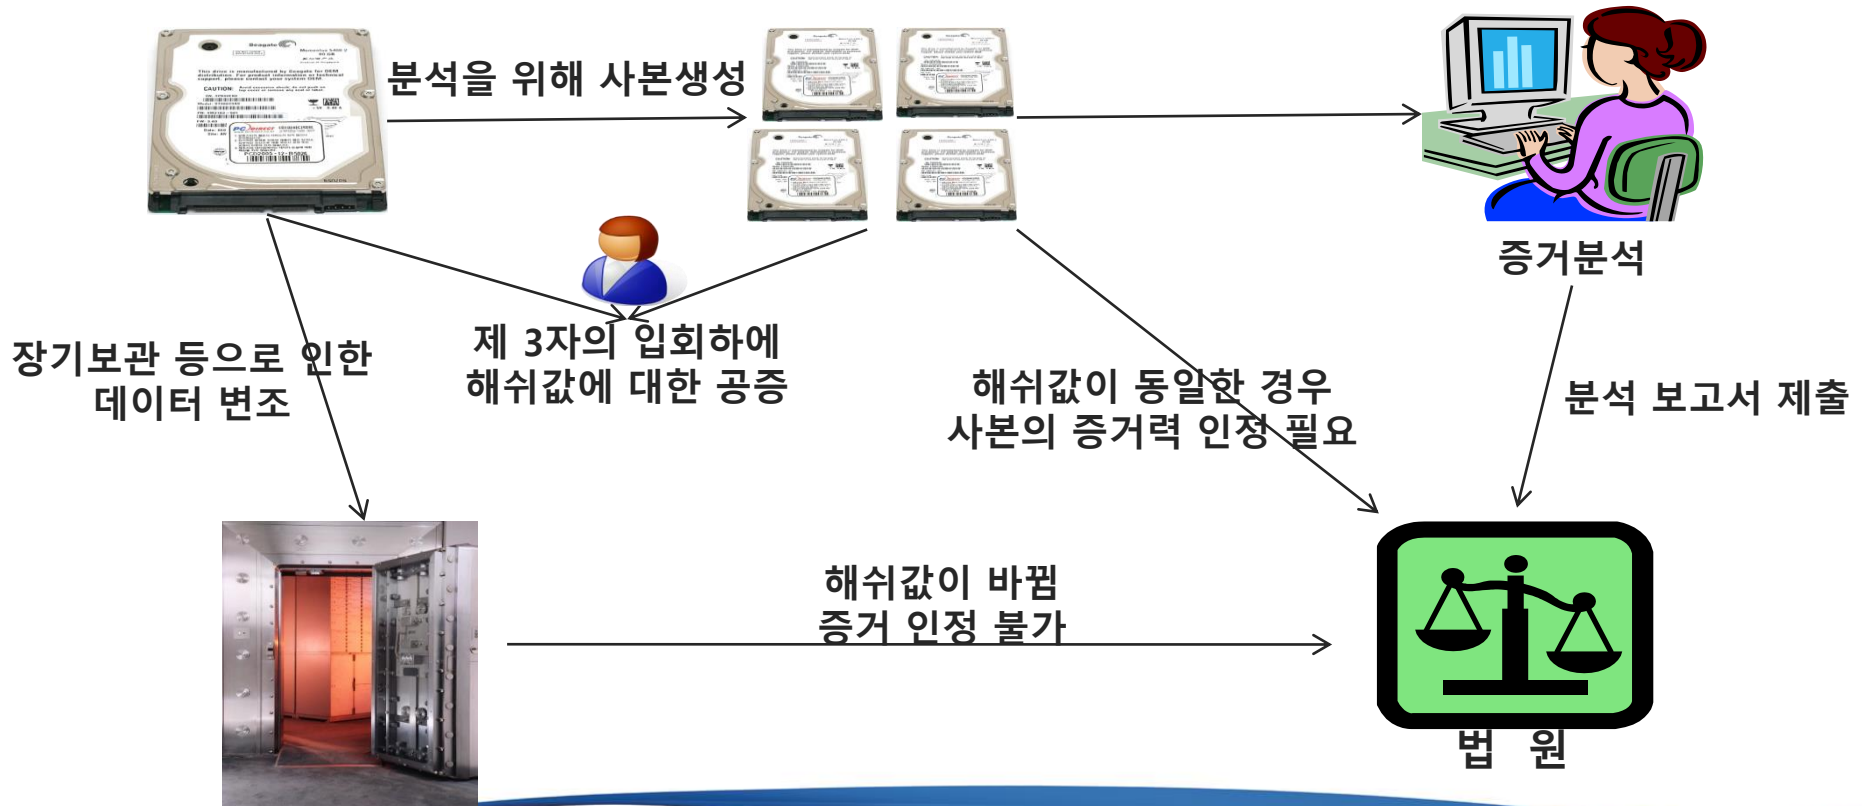 분석을 위해 사본생성
Seagate
CAUTION:
증거분석
장기보관 등으로 인한
데이터 변조
제 3자의 입회하에
해쉬값에 대한 공증
해쉬값이 동일한 경우
사본의 증거력 인정 필요
분석 보고서 제출
해쉬값이 바뀜
증거 인정 불가
법 원